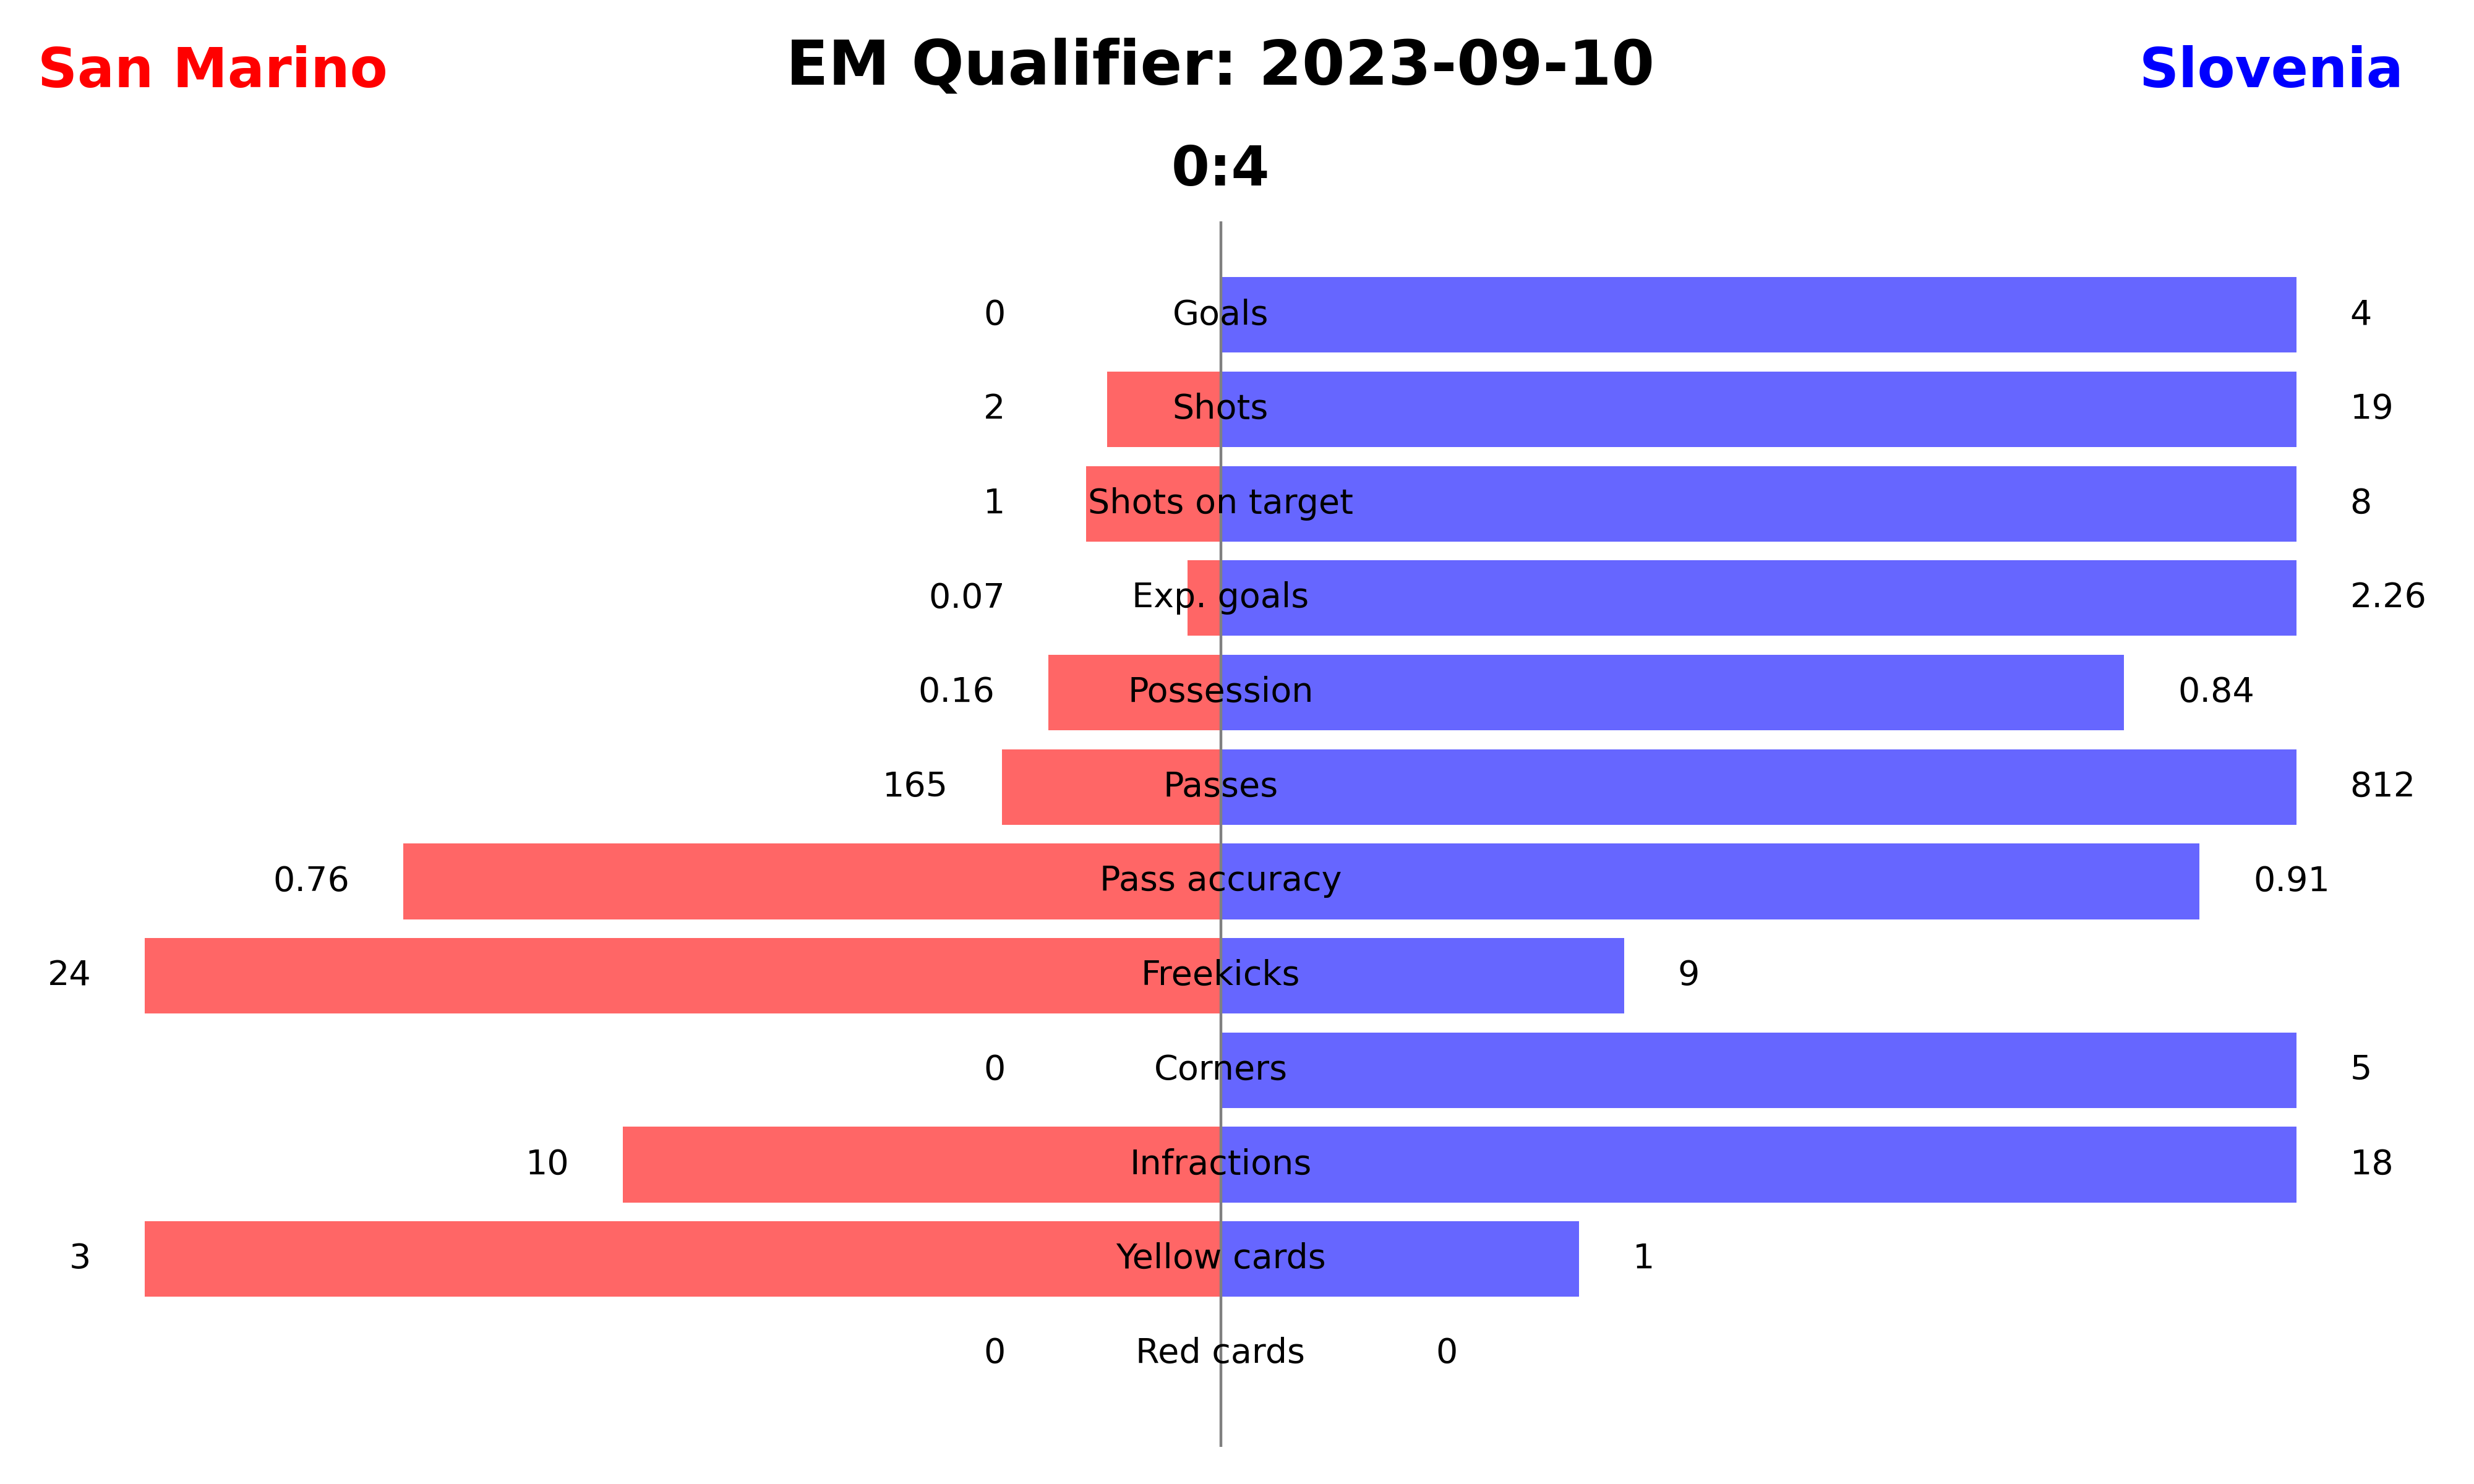 San Marino EM Qualifier: 2023-09-10 Slovenia
0:4
0 Goals 4
2 Shots 19
1 Shots on target 8
0.07 Exp. goals 2.26
0.16 Possession 0.84
165 Passes 812
0.76 Pass accuracy 0.91
24 Freekicks 9
0 Corners 5
10 Infractions 18
3 Yellow cards 1
0 Red cards 0